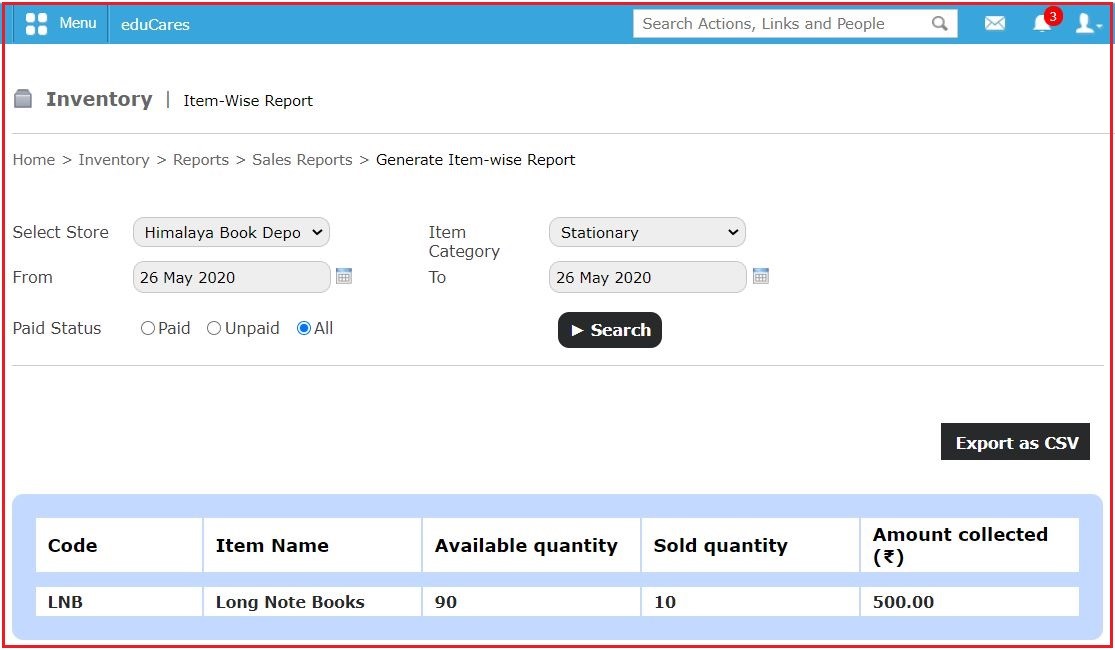 Menu eduCares Search Actions, Links and People 3
Inventory | Item-Wise Report
Home > Inventory > Reports > Sales Reports > Generate Item-wise Report
Select Store Himalaya Book Depo Item Category Stationary
From 26 May 2020 To 26 May 2020
Paid Status Paid Unpaid All ► Search
Export as CSV
Code Item Name Available quantity Sold quantity Amount collected (₹)
LNB Long Note Books 90 10 500.00